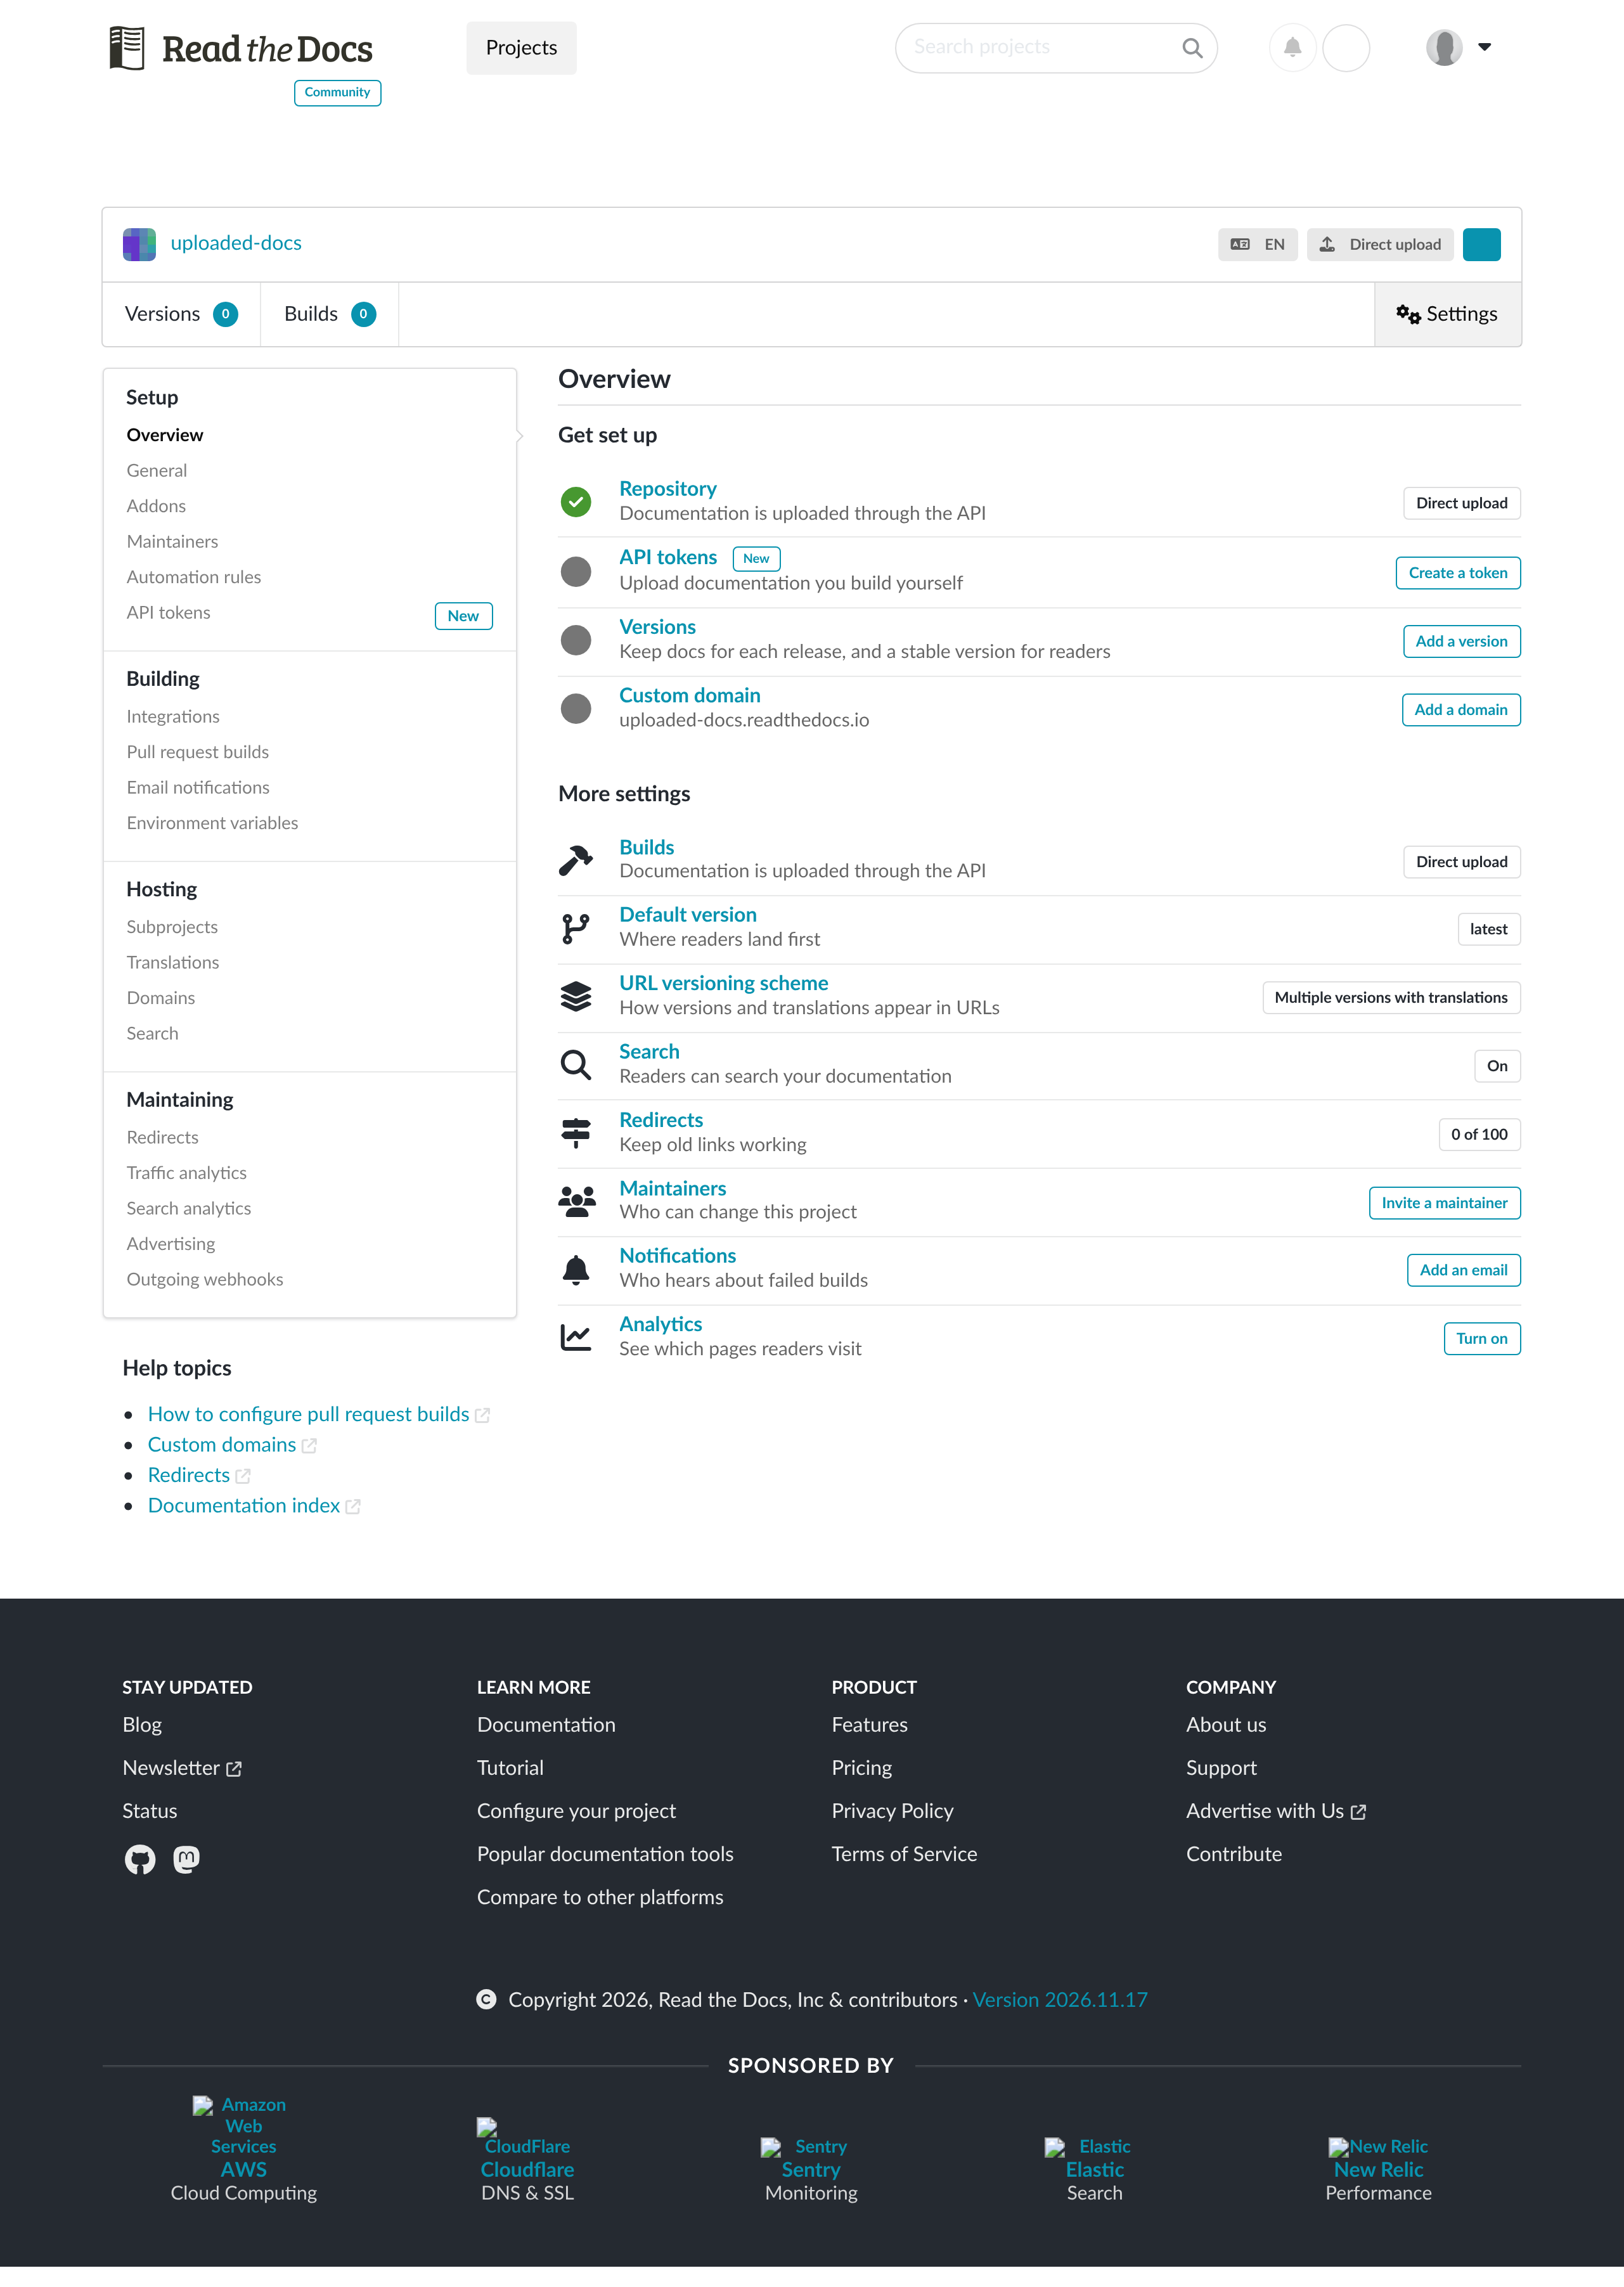 Read the Docs
Community
Projects
Search projects
uploaded-docs
EN
Direct upload
Versions 0
Builds 0
Settings
Setup
Overview
General
Addons
Maintainers
Automation rules
API tokens
New
Building
Integrations
Pull request builds
Email notifications
Environment variables
Hosting
Subprojects
Translations
Domains
Search
Maintaining
Redirects
Traffic analytics
Search analytics
Advertising
Outgoing webhooks
Help topics
How to configure pull request builds
Custom domains
Redirects
Documentation index
Overview
Get set up
Repository
Documentation is uploaded through the API
Direct upload
API tokens New
Upload documentation you build yourself
Create a token
Versions
Keep docs for each release, and a stable version for readers
Add a version
Custom domain
uploaded-docs.readthedocs.io
Add a domain
More settings
Builds
Documentation is uploaded through the API
Direct upload
Default version
Where readers land first
latest
URL versioning scheme
How versions and translations appear in URLs
Multiple versions with translations
Search
Readers can search your documentation
On
Redirects
Keep old links working
0 of 100
Maintainers
Who can change this project
Invite a maintainer
Notifications
Who hears about failed builds
Add an email
Analytics
See which pages readers visit
Turn on
STAY UPDATED
Blog
Newsletter
Status
LEARN MORE
Documentation
Tutorial
Configure your project
Popular documentation tools
Compare to other platforms
PRODUCT
Features
Pricing
Privacy Policy
Terms of Service
COMPANY
About us
Support
Advertise with Us
Contribute
Copyright 2026, Read the Docs, Inc & contributors · Version 2026.11.17
SPONSORED BY
Amazon
Web
Services
AWS
Cloud Computing
CloudFlare
Cloudflare
DNS & SSL
Sentry
Sentry
Monitoring
Elastic
Elastic
Search
New Relic
New Relic
Performance